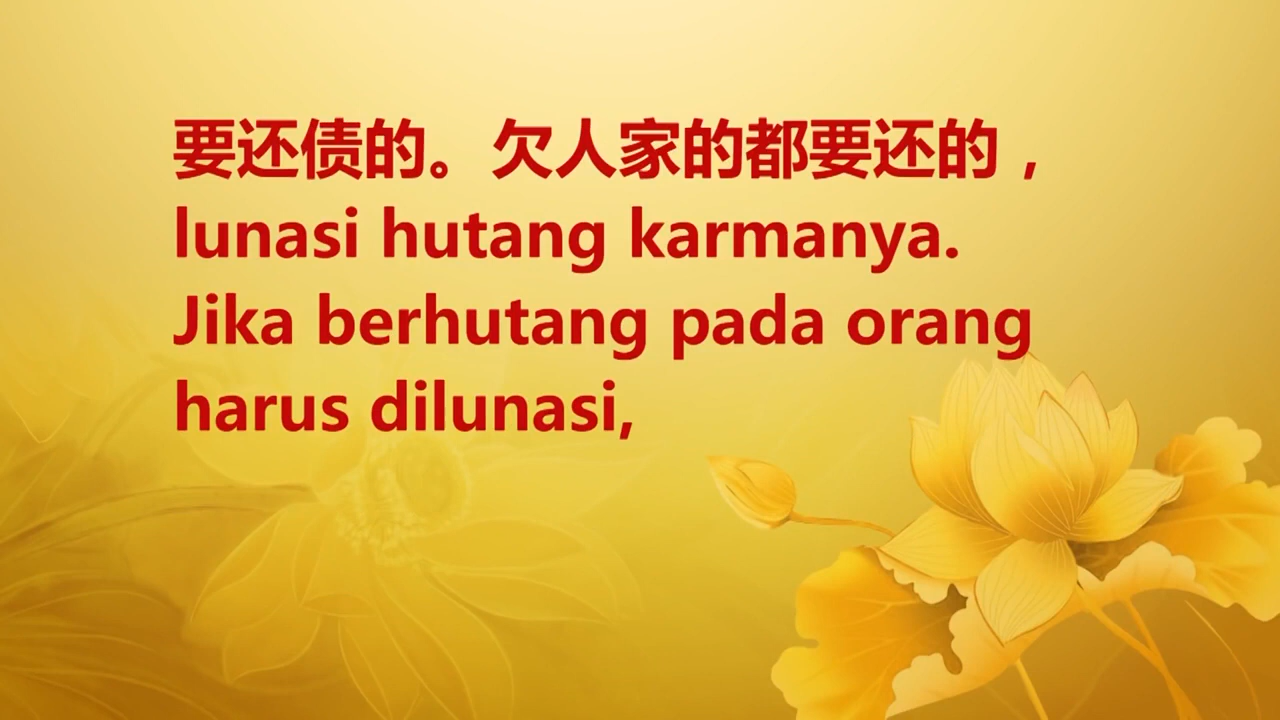 要还债的。欠人家的都要还的，
lunasi hutang karmanya.
Jika berhutang pada orang
harus dilunasi,